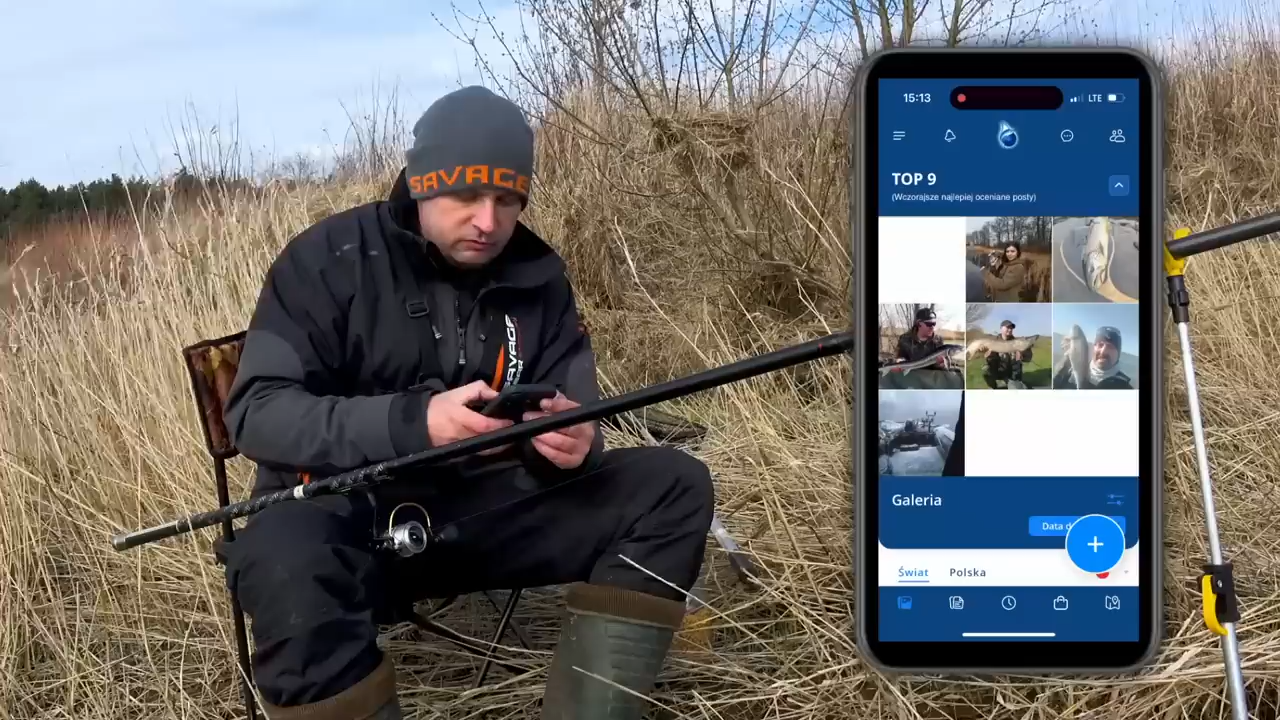 SAVAGE
SAVAGE
15:13
LTE
TOP 9
(Wczorajsze najlepiej oceniane posty)
Galeria
Data d
Świat
Polska